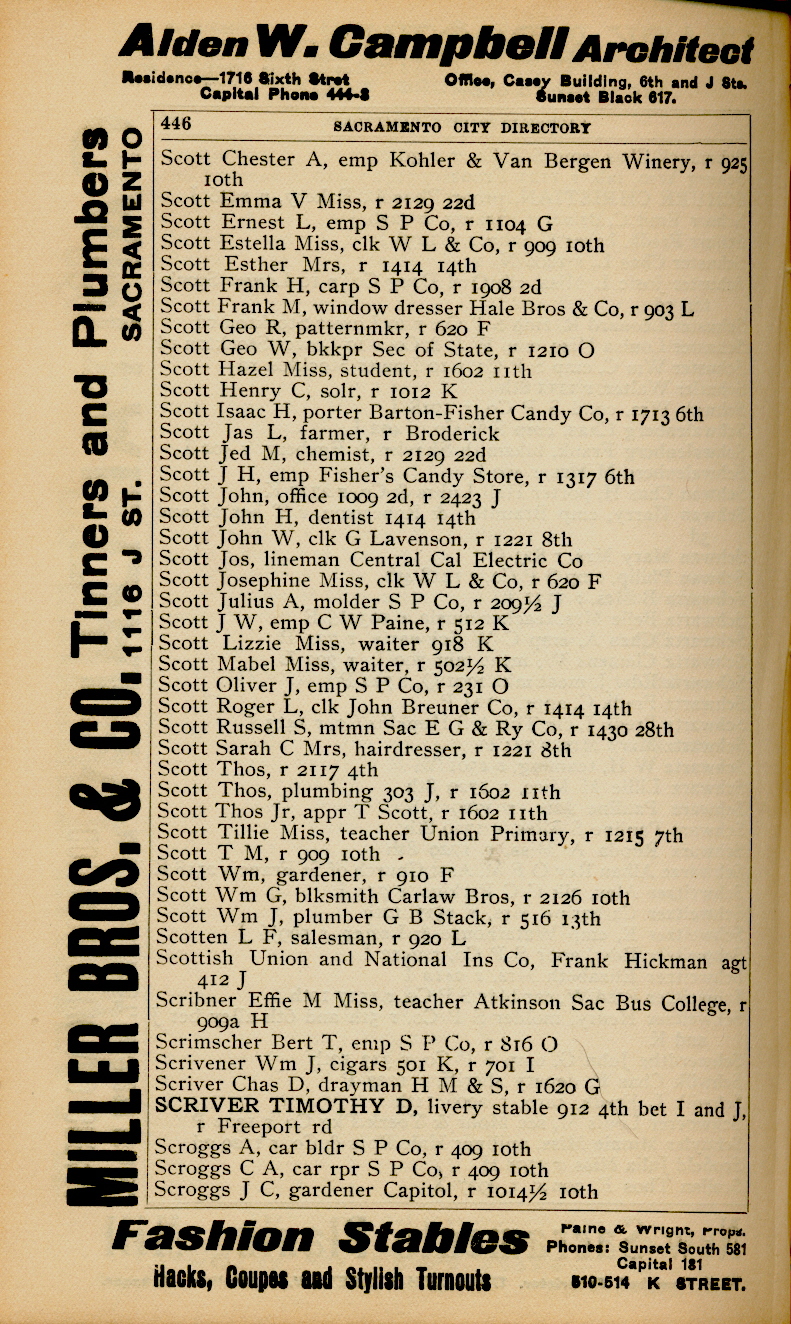 Alden W. Campbell Architect
Residence—1716 Sixth Stret
Capital Phone 444-3
Office, Casey Building, 6th and J Sts.
Sunset Black 617.
MILLER BROS. & CO. Tinners and Plumbers
1116 J ST. SACRAMENTO
446 SACRAMENTO CITY DIRECTORY
Scott Chester A, emp Kohler & Van Bergen Winery, r 925
10th
Scott Emma V Miss, r 2129 22d
Scott Ernest L, emp S P Co, r 1104 G
Scott Estella Miss, clk W L & Co, r 909 10th
Scott Esther Mrs, r 1414 14th
Scott Frank H, carp S P Co, r 1908 2d
Scott Frank M, window dresser Hale Bros & Co, r 903 L
Scott Geo R, patternmkr, r 620 F
Scott Geo W, bkkpr Sec of State, r 1210 O
Scott Hazel Miss, student, r 1602 11th
Scott Henry C, solr, r 1012 K
Scott Isaac H, porter Barton-Fisher Candy Co, r 1713 6th
Scott Jas L, farmer, r Broderick
Scott Jed M, chemist, r 2129 22d
Scott J H, emp Fisher's Candy Store, r 1317 6th
Scott John, office 1009 2d, r 2423 J
Scott John H, dentist 1414 14th
Scott John W, clk G Lavenson, r 1221 8th
Scott Jos, lineman Central Cal Electric Co
Scott Josephine Miss, clk W L & Co, r 620 F
Scott Julius A, molder S P Co, r 209½ J
Scott J W, emp C W Paine, r 512 K
Scott Lizzie Miss, waiter 918 K
Scott Mabel Miss, waiter, r 502½ K
Scott Oliver J, emp S P Co, r 231 O
Scott Roger L, clk John Breuner Co, r 1414 14th
Scott Russell S, mtmn Sac E G & Ry Co, r 1430 28th
Scott Sarah C Mrs, hairdresser, r 1221 8th
Scott Thos, r 2117 4th
Scott Thos, plumbing 303 J, r 1602 11th
Scott Thos Jr, appr T Scott, r 1602 11th
Scott Tillie Miss, teacher Union Primary, r 1215 7th
Scott T M, r 909 10th
Scott Wm, gardener, r 910 F
Scott Wm G, blksmith Carlaw Bros, r 2126 10th
Scott Wm J, plumber G B Stack, r 516 13th
Scotten L F, salesman, r 920 L
Scottish Union and National Ins Co, Frank Hickman agt
412 J
Scribner Effie M Miss, teacher Atkinson Sac Bus College, r
909a H
Scrimscher Bert T, emp S P Co, r 816 O
Scrivener Wm J, cigars 501 K, r 701 I
Scriver Chas D, drayman H M & S, r 1620 G
SCRIVER TIMOTHY D, livery stable 912 4th bet I and J,
r Freeport rd
Scroggs A, car bldr S P Co, r 409 10th
Scroggs C A, car rpr S P Co, r 409 10th
Scroggs J C, gardener Capitol, r 1014½ 10th
Fashion Stables
Hacks, Coupes and Stylish Turnouts
Paine & Wright, Props.
Phones: Sunset South 581
Capital 181
510-514 K STREET.